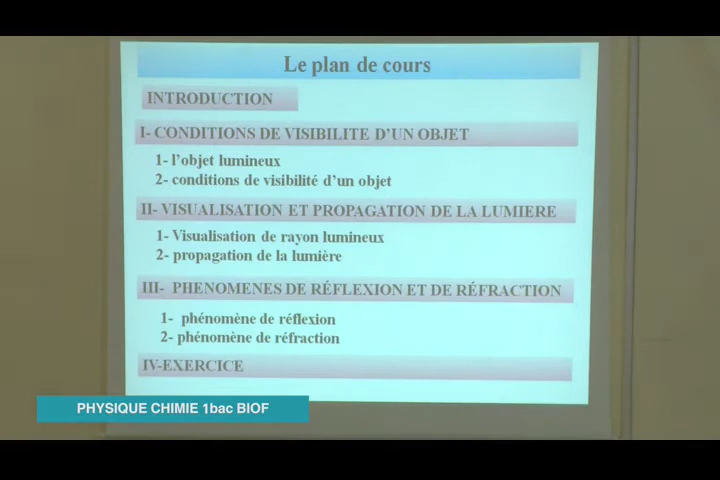 Le plan de cours
INTRODUCTION
I- CONDITIONS DE VISIBILITE D'UN OBJET
1- l'objet lumineux
2- conditions de visibilité d'un objet
II- VISUALISATION ET PROPAGATION DE LA LUMIERE
1- Visualisation de rayon lumineux
2- propagation de la lumière
III- PHENOMENES DE RÉFLEXION ET DE RÉFRACTION
1- phénomène de réflexion
2- phénomène de réfraction
IV-EXERCICE
PHYSIQUE CHIMIE 1bac BIOF